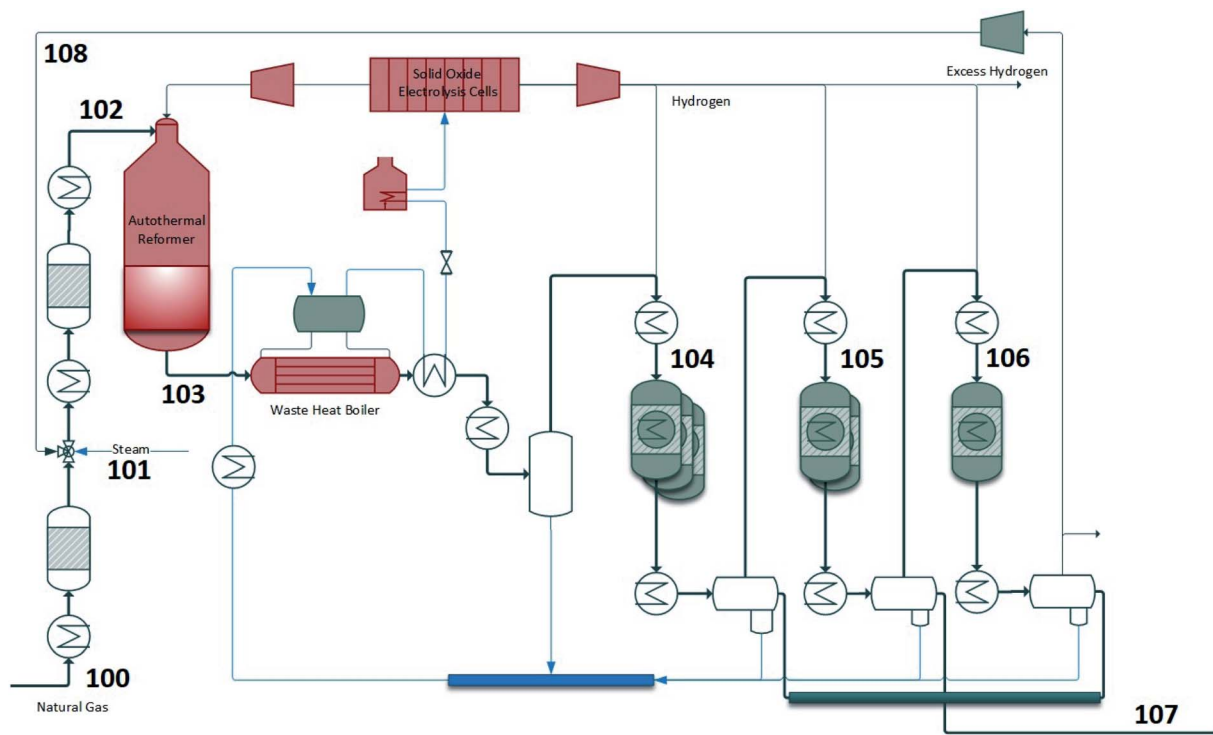 108
Solid Oxide
Electrolysis Cells
Excess Hydrogen
Hydrogen
102
Autothermal
Reformer
103
Waste Heat Boiler
104
105
106
Steam
101
100
Natural Gas
107